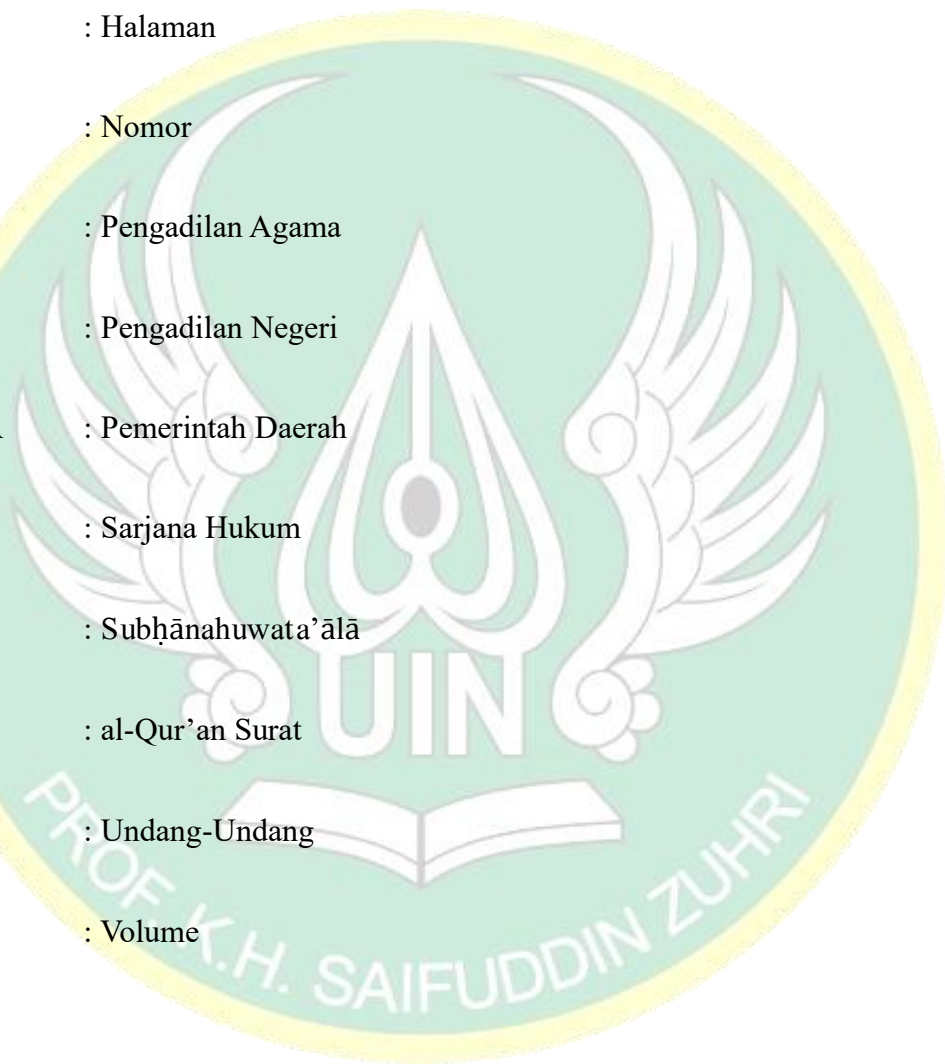 : Halaman
: Nomor
: Pengadilan Agama
: Pengadilan Negeri
: Pemerintah Daerah
: Sarjana Hukum
: Subḥānahuwata’ālā
: al-Qur’an Surat
: Undang-Undang
: Volume
UIN
PROF. K.H. SAIFUDDIN ZUHRI